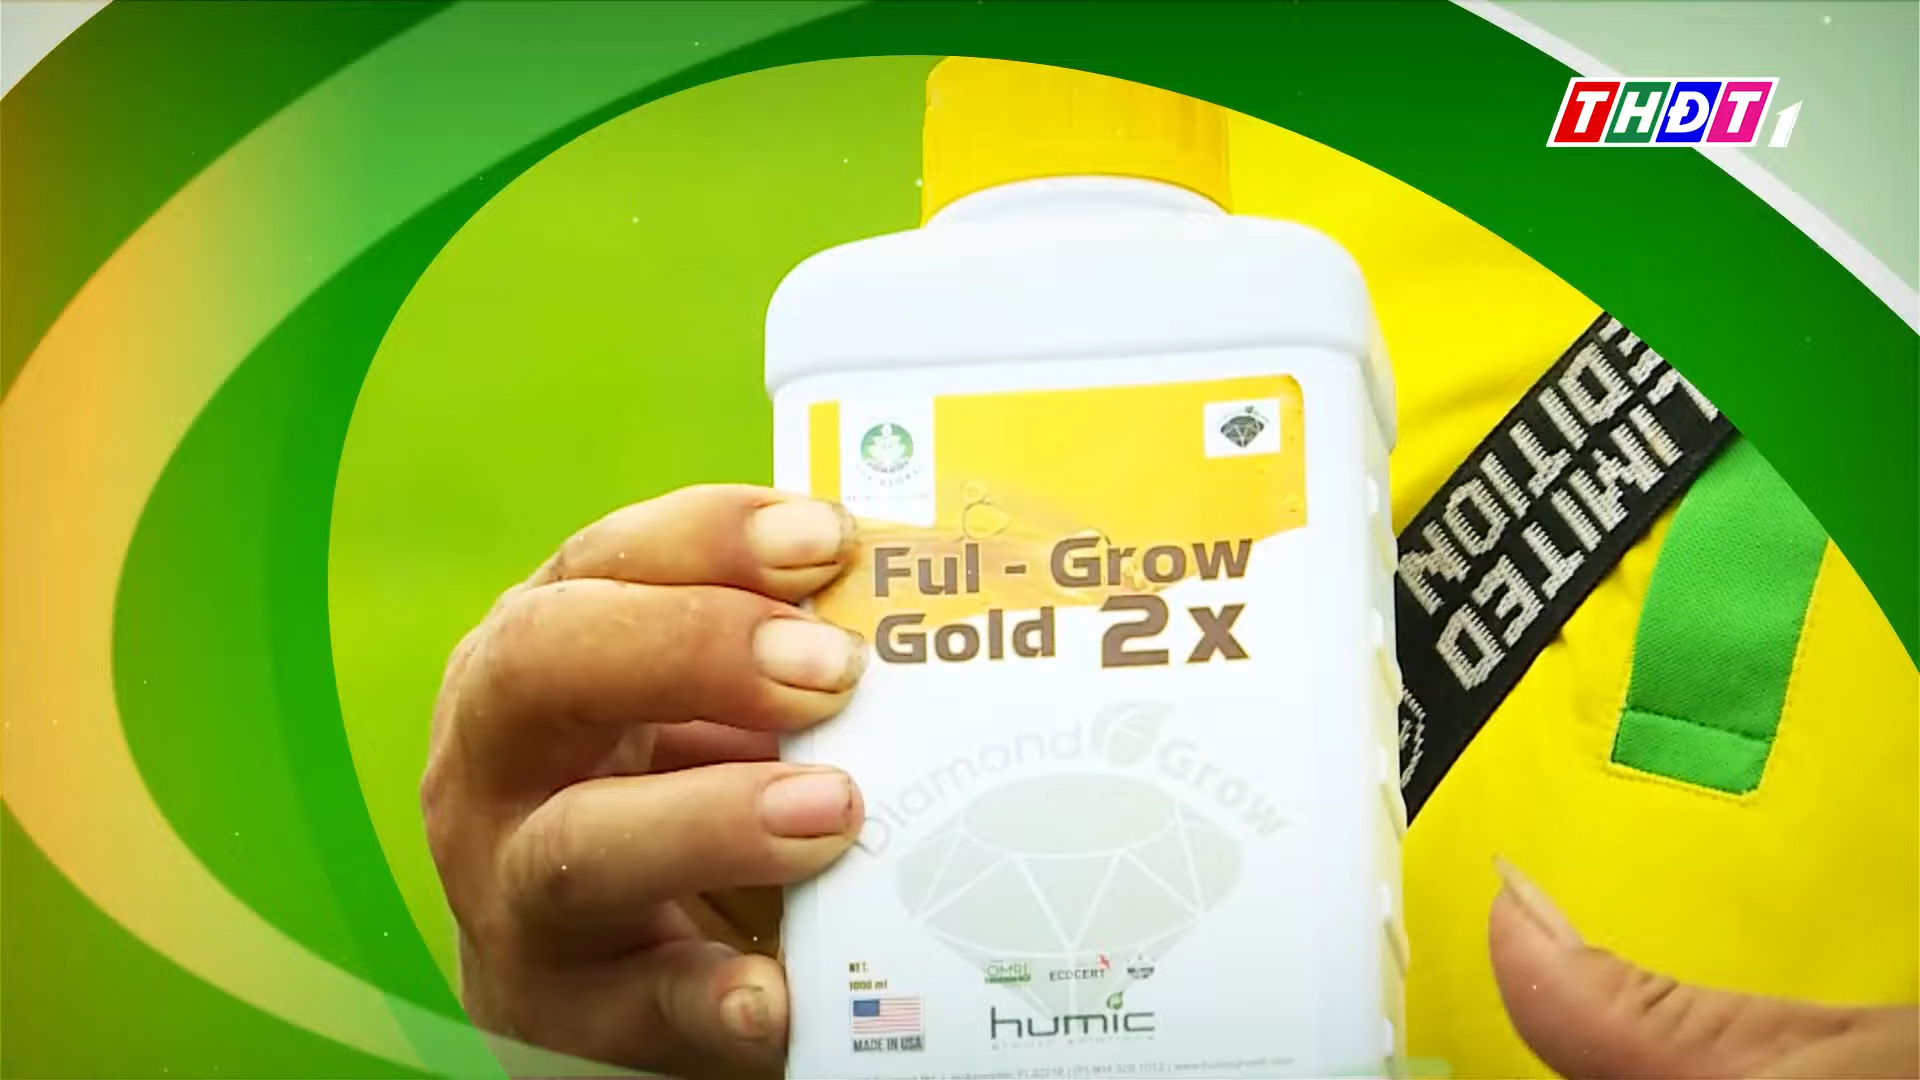 THĐT1
LIMITED
EDITION
Ful - Grow
Gold 2x
Diamond Grow
NET.
1000 ml
OMRI
ECOCERT
humic
MADE IN USA